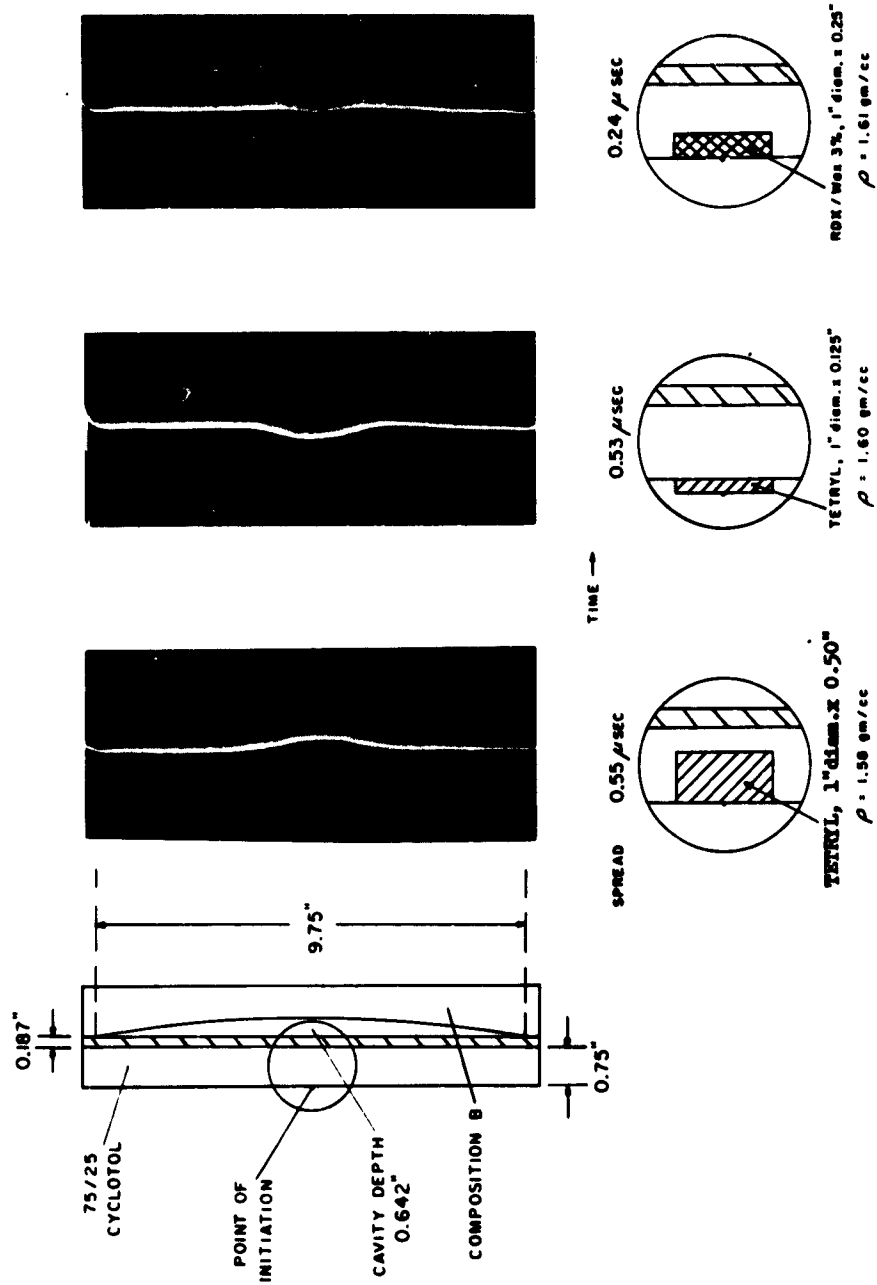 0.187"
75/25
CYCLOTOL
POINT OF
INITIATION
CAVITY DEPTH
0.642"
COMPOSITION B
9.75"
0.75"
SPREAD
0.55 µ SEC
0.53 µ SEC
0.24 µ SEC
TIME →
TETRYL, 1" diam. X 0.50"
ρ = 1.58 gm/cc
TETRYL, 1" diam. x 0.125"
ρ = 1.60 gm/cc
RDX / Wax 3%, 1" diam. x 0.25"
ρ = 1.61 gm/cc